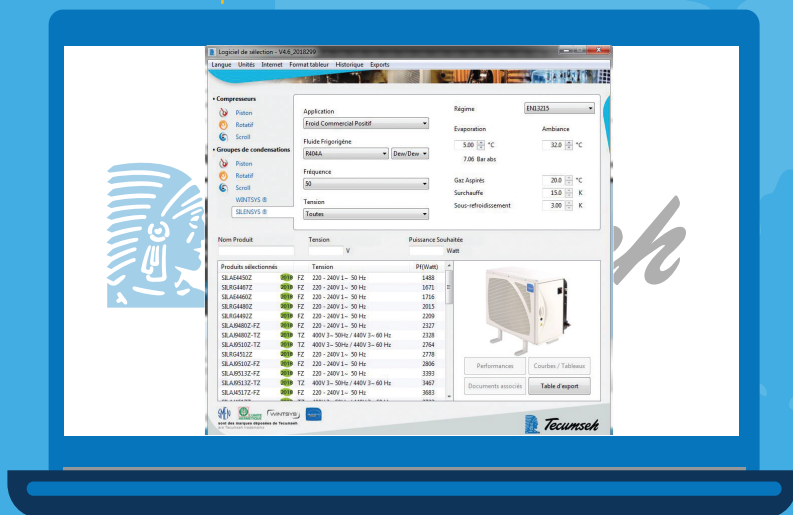 Logiciel de sélection - V4.6_2018299
Langue Unités Internet Format tableur Historique Exports
• Compresseurs
Piston
Rotatif
Scroll
• Groupes de condensations
Piston
Rotatif
Scroll
WINTSYS ®
SILENSYS ®
Application
Froid Commercial Positif
Fluide Frigorigène
R404A Dew/Dew
Fréquence
50
Tension
Toutes
Régime EN13215
Evaporation Ambiance
5.00 °C 32.0 °C
7.06 Bar abs
Gaz Aspirés 20.0 °C
Surchauffe 15.0 K
Sous-refroidissement 3.00 K
Nom Produit Tension Puissance Souhaitée
V Watt
Produits sélectionnés Tension Pf(Watt)
SILAE4450Z 2018 FZ 220 - 240V 1~ 50 Hz 1488
SILRG4467Z 2018 FZ 220 - 240V 1~ 50 Hz 1671
SILAE4460Z 2018 FZ 220 - 240V 1~ 50 Hz 1716
SILRG4480Z 2018 FZ 220 - 240V 1~ 50 Hz 2015
SILRG4492Z 2018 FZ 220 - 240V 1~ 50 Hz 2209
SILAJ9480Z-FZ 2018 FZ 220 - 240V 1~ 50 Hz 2327
SILAJ9480Z-TZ 2018 TZ 400V 3~ 50Hz / 440V 3~ 60 Hz 2328
SILAJ9510Z-TZ 2018 TZ 400V 3~ 50Hz / 440V 3~ 60 Hz 2764
SILRG4512Z 2018 FZ 220 - 240V 1~ 50 Hz 2778
SILAJ9510Z-FZ 2018 FZ 220 - 240V 1~ 50 Hz 2806
SILAJ9513Z-FZ 2018 FZ 220 - 240V 1~ 50 Hz 3393
SILAJ9513Z-TZ 2018 TZ 400V 3~ 50Hz / 440V 3~ 60 Hz 3467
SILAJ4517Z-FZ 2018 FZ 220 - 240V 1~ 50 Hz 3683
Performances Courbes / Tableaux
Documents associés Table d'export
WINTSYS
sont des marques déposées de Tecumseh
Tecumseh